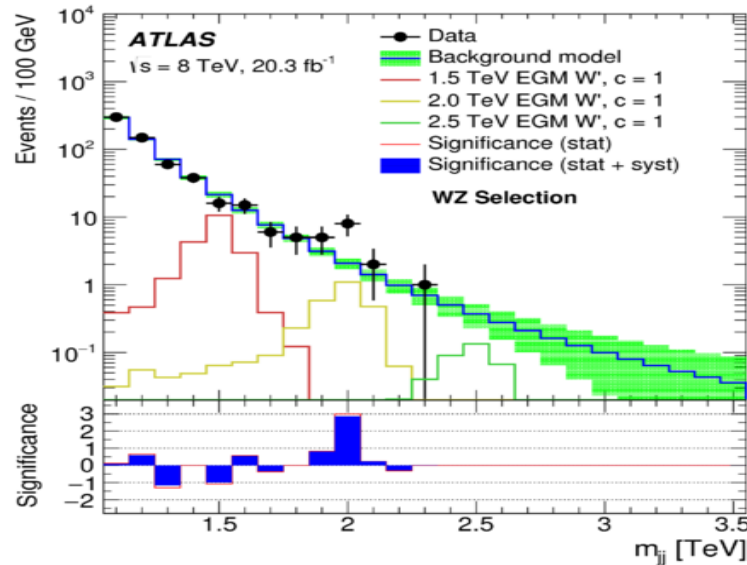 ATLAS
√s = 8 TeV, 20.3 fb⁻¹
Data
Background model
1.5 TeV EGM W', c = 1
2.0 TeV EGM W', c = 1
2.5 TeV EGM W', c = 1
Significance (stat)
Significance (stat + syst)
WZ Selection
Events / 100 GeV
10⁴
10³
10²
10
1
10⁻¹
Significance
3
2
1
0
−1
−2
1.5
2
2.5
3
3.5
m_jj [TeV]